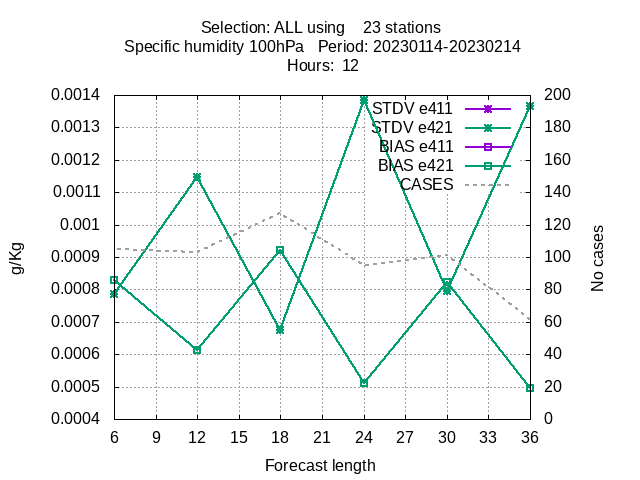 Selection: ALL using    23 stations
Specific humidity 100hPa   Period: 20230114-20230214
Hours:  12
0.0014
0.0013
0.0012
0.0011
0.001
0.0009
0.0008
0.0007
0.0006
0.0005
0.0004
g/Kg
STDV e411
STDV e421
BIAS e411
BIAS e421
CASES
200
180
160
140
120
100
80
60
40
20
0
No cases
6 9 12 15 18 21 24 27 30 33 36
Forecast length